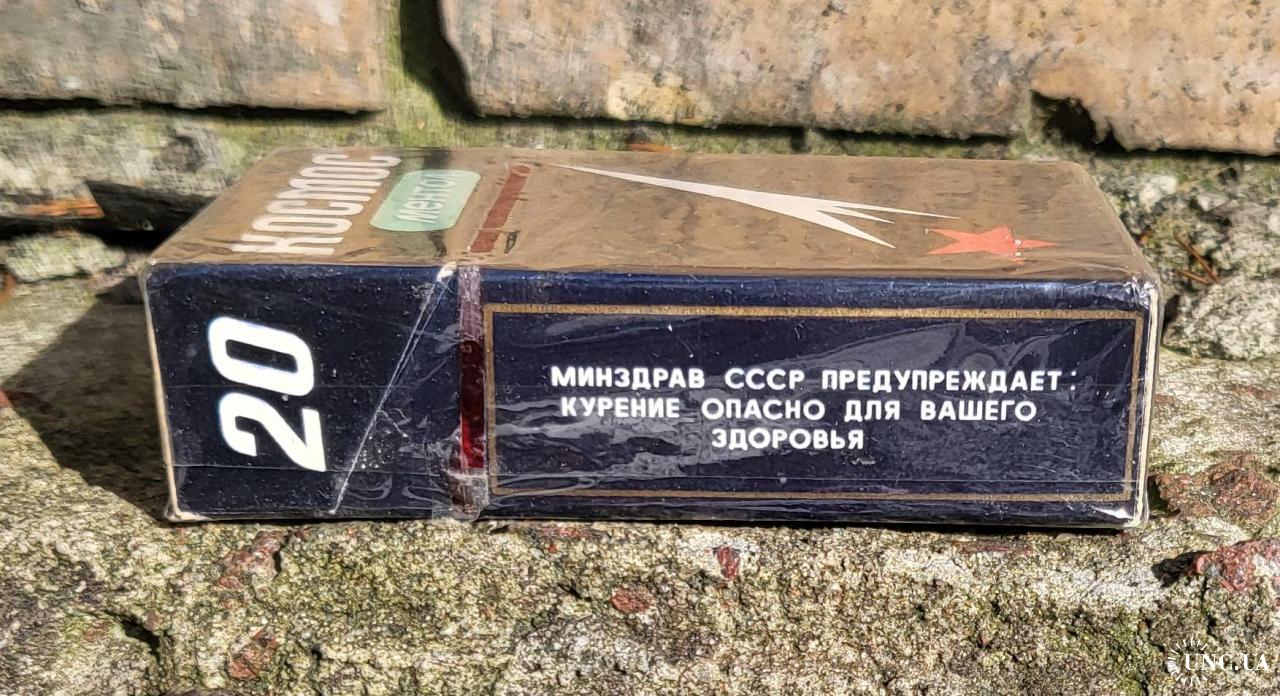 КОСМОС
МЕНТОЛ
20
МИНЗДРАВ СССР ПРЕДУПРЕЖДАЕТ:
КУРЕНИЕ ОПАСНО ДЛЯ ВАШЕГО
ЗДОРОВЬЯ
UNC.UA